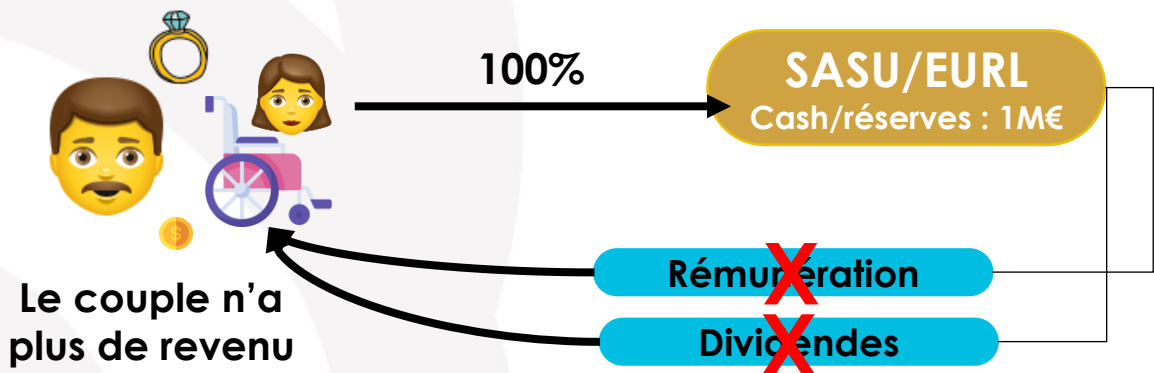 100%
SASU/EURL
Cash/réserves : 1M€
Rémunération
X
Dividendes
X
Le couple n’a
plus de revenu